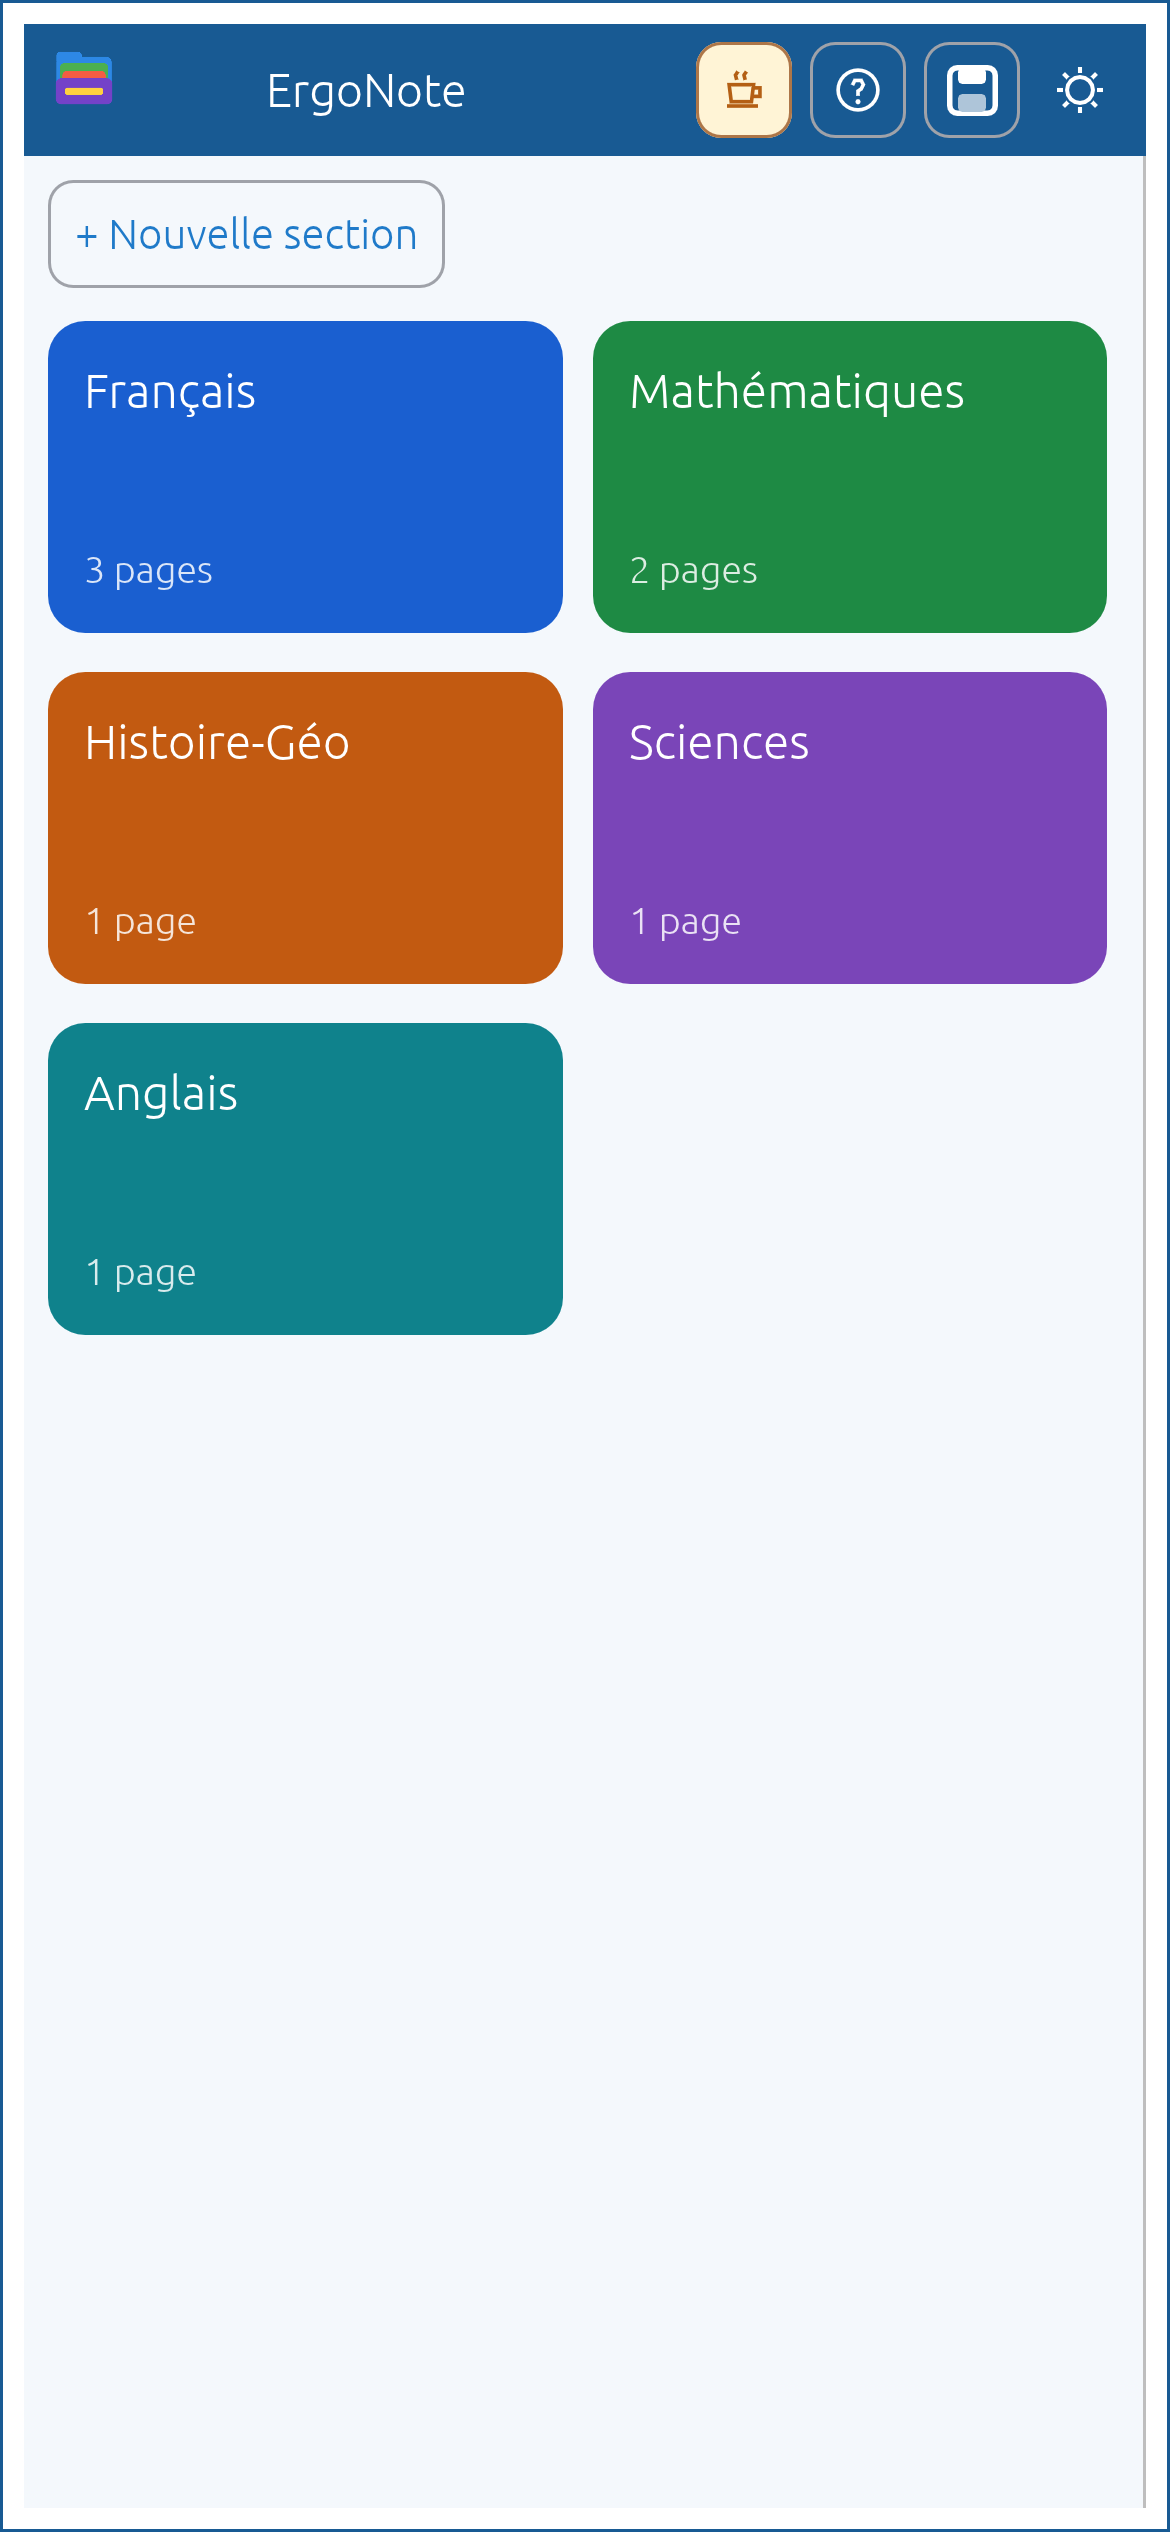 ErgoNote
+ Nouvelle section
Français
3 pages
Mathématiques
2 pages
Histoire-Géo
1 page
Sciences
1 page
Anglais
1 page